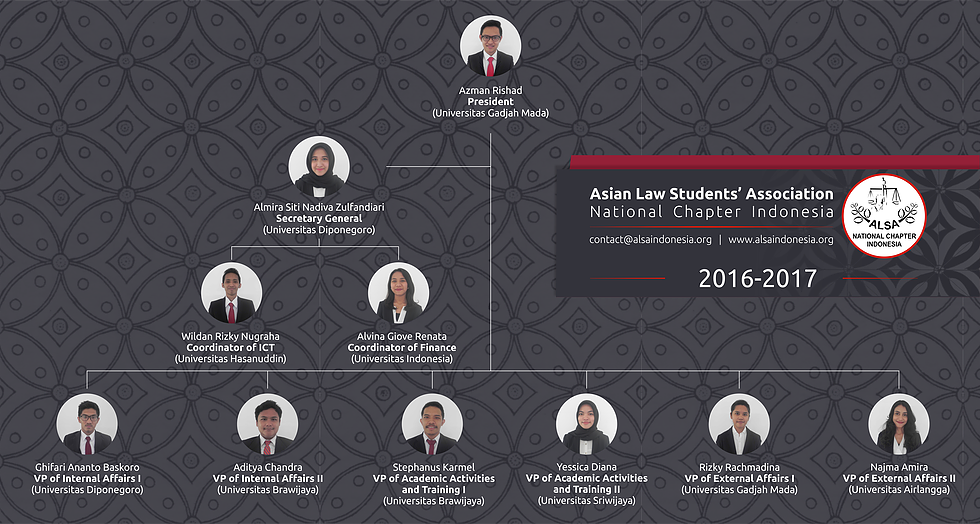 Azman Rishad
President
(Universitas Gadjah Mada)
Almira Siti Nadiva Zulfandiari
Secretary General
(Universitas Diponegoro)
Asian Law Students' Association
National Chapter Indonesia
contact@alsaindonesia.org | www.alsaindonesia.org
2016-2017
ALSA
NATIONAL CHAPTER
INDONESIA
Wildan Rizky Nugraha
Coordinator of ICT
(Universitas Hasanuddin)
Alvina Giove Renata
Coordinator of Finance
(Universitas Indonesia)
Ghifari Ananto Baskoro
VP of Internal Affairs I
(Universitas Diponegoro)
Aditya Chandra
VP of Internal Affairs II
(Universitas Brawijaya)
Stephanus Karmel
VP of Academic Activities
and Training I
(Universitas Brawijaya)
Yessica Diana
VP of Academic Activities
and Training II
(Universitas Sriwijaya)
Rizky Rachmadina
VP of External Affairs I
(Universitas Gadjah Mada)
Najma Amira
VP of External Affairs II
(Universitas Airlangga)